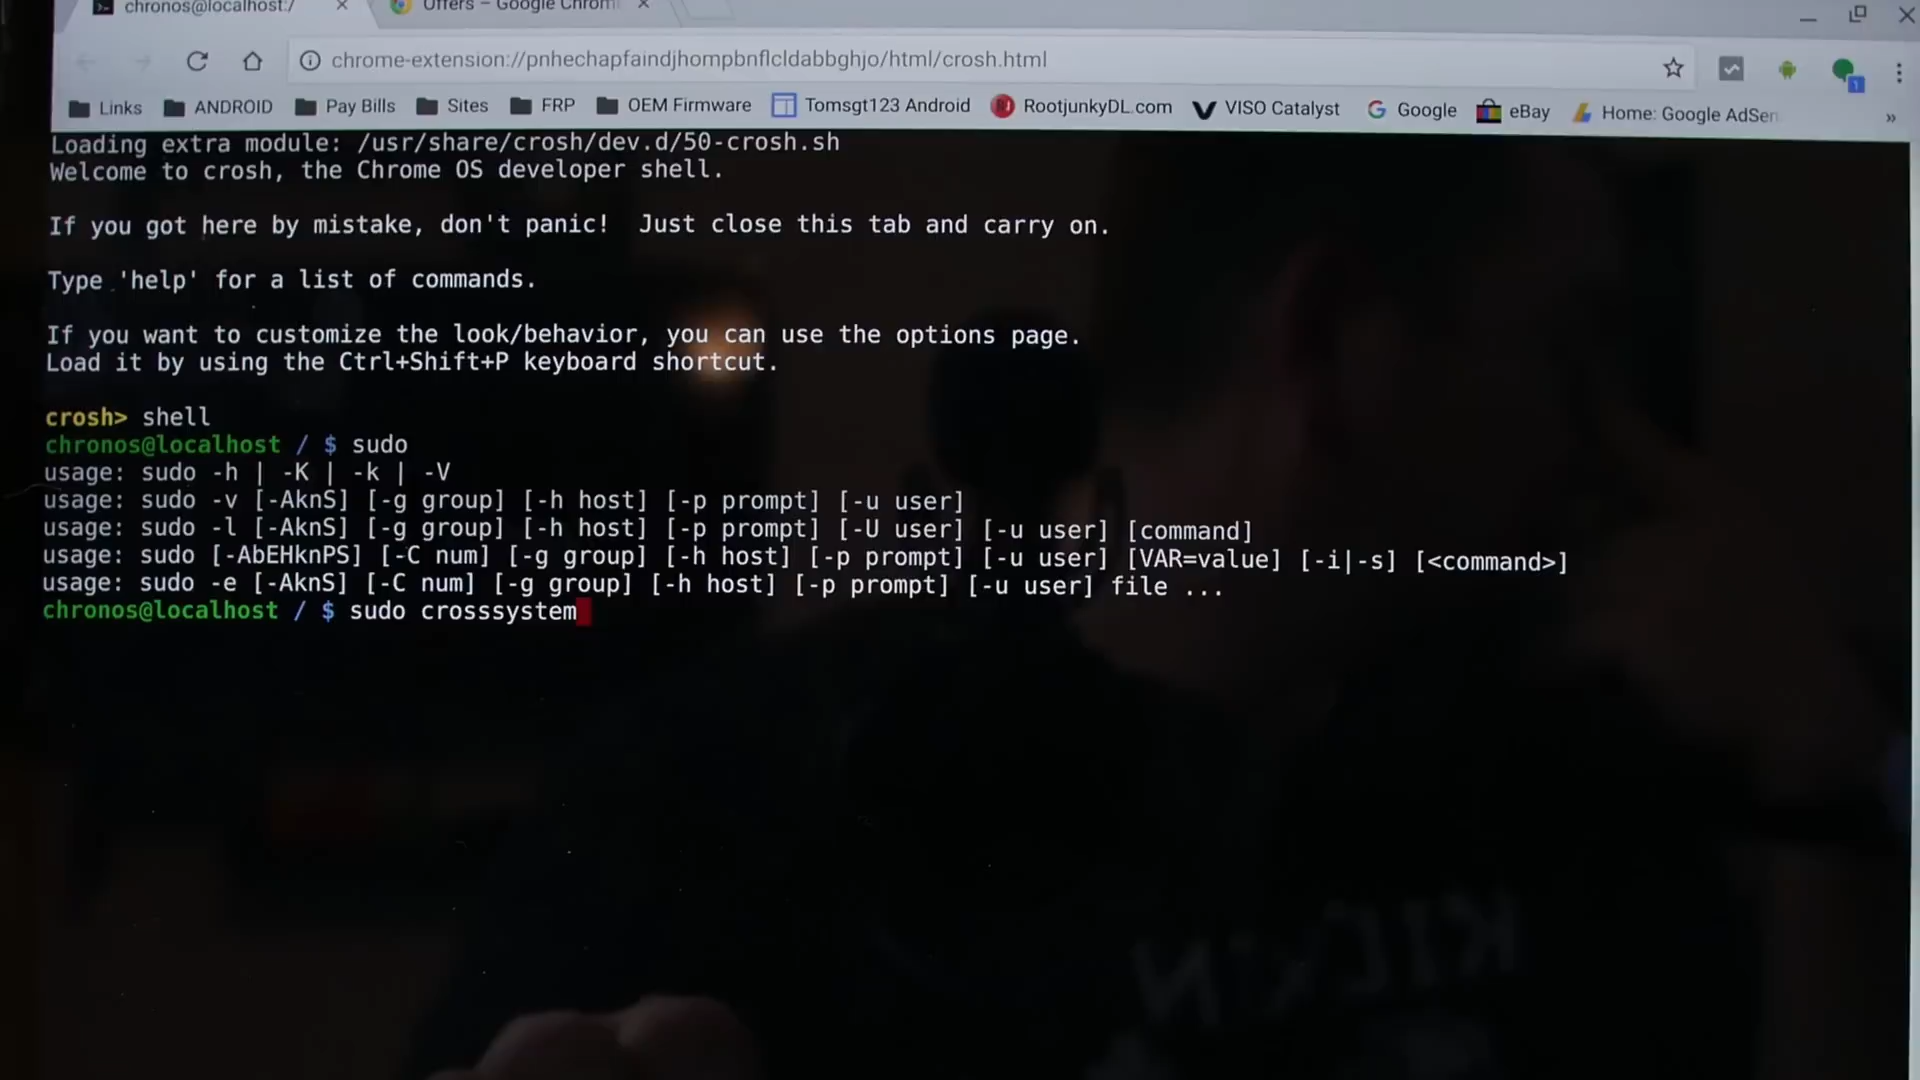 chronos@localhost:/
Offers – Google Chrom
chrome-extension://pnhechapfaindjhompbnflcldabbghjo/html/crosh.html
Links ANDROID Pay Bills Sites FRP OEM Firmware Tomsgt123 Android RootjunkyDL.com VISO Catalyst Google eBay Home: Google AdSen »
Loading extra module: /usr/share/crosh/dev.d/50-crosh.sh
Welcome to crosh, the Chrome OS developer shell.
If you got here by mistake, don't panic!  Just close this tab and carry on.
Type 'help' for a list of commands.
If you want to customize the look/behavior, you can use the options page.
Load it by using the Ctrl+Shift+P keyboard shortcut.
crosh> shell
chronos@localhost / $ sudo
usage: sudo -h | -K | -k | -V
usage: sudo -v [-AknS] [-g group] [-h host] [-p prompt] [-u user]
usage: sudo -l [-AknS] [-g group] [-h host] [-p prompt] [-U user] [-u user] [command]
usage: sudo [-AbEHknPS] [-C num] [-g group] [-h host] [-p prompt] [-u user] [VAR=value] [-i|-s] [<command>]
usage: sudo -e [-AknS] [-C num] [-g group] [-h host] [-p prompt] [-u user] file ...
chronos@localhost / $ sudo crosssystem